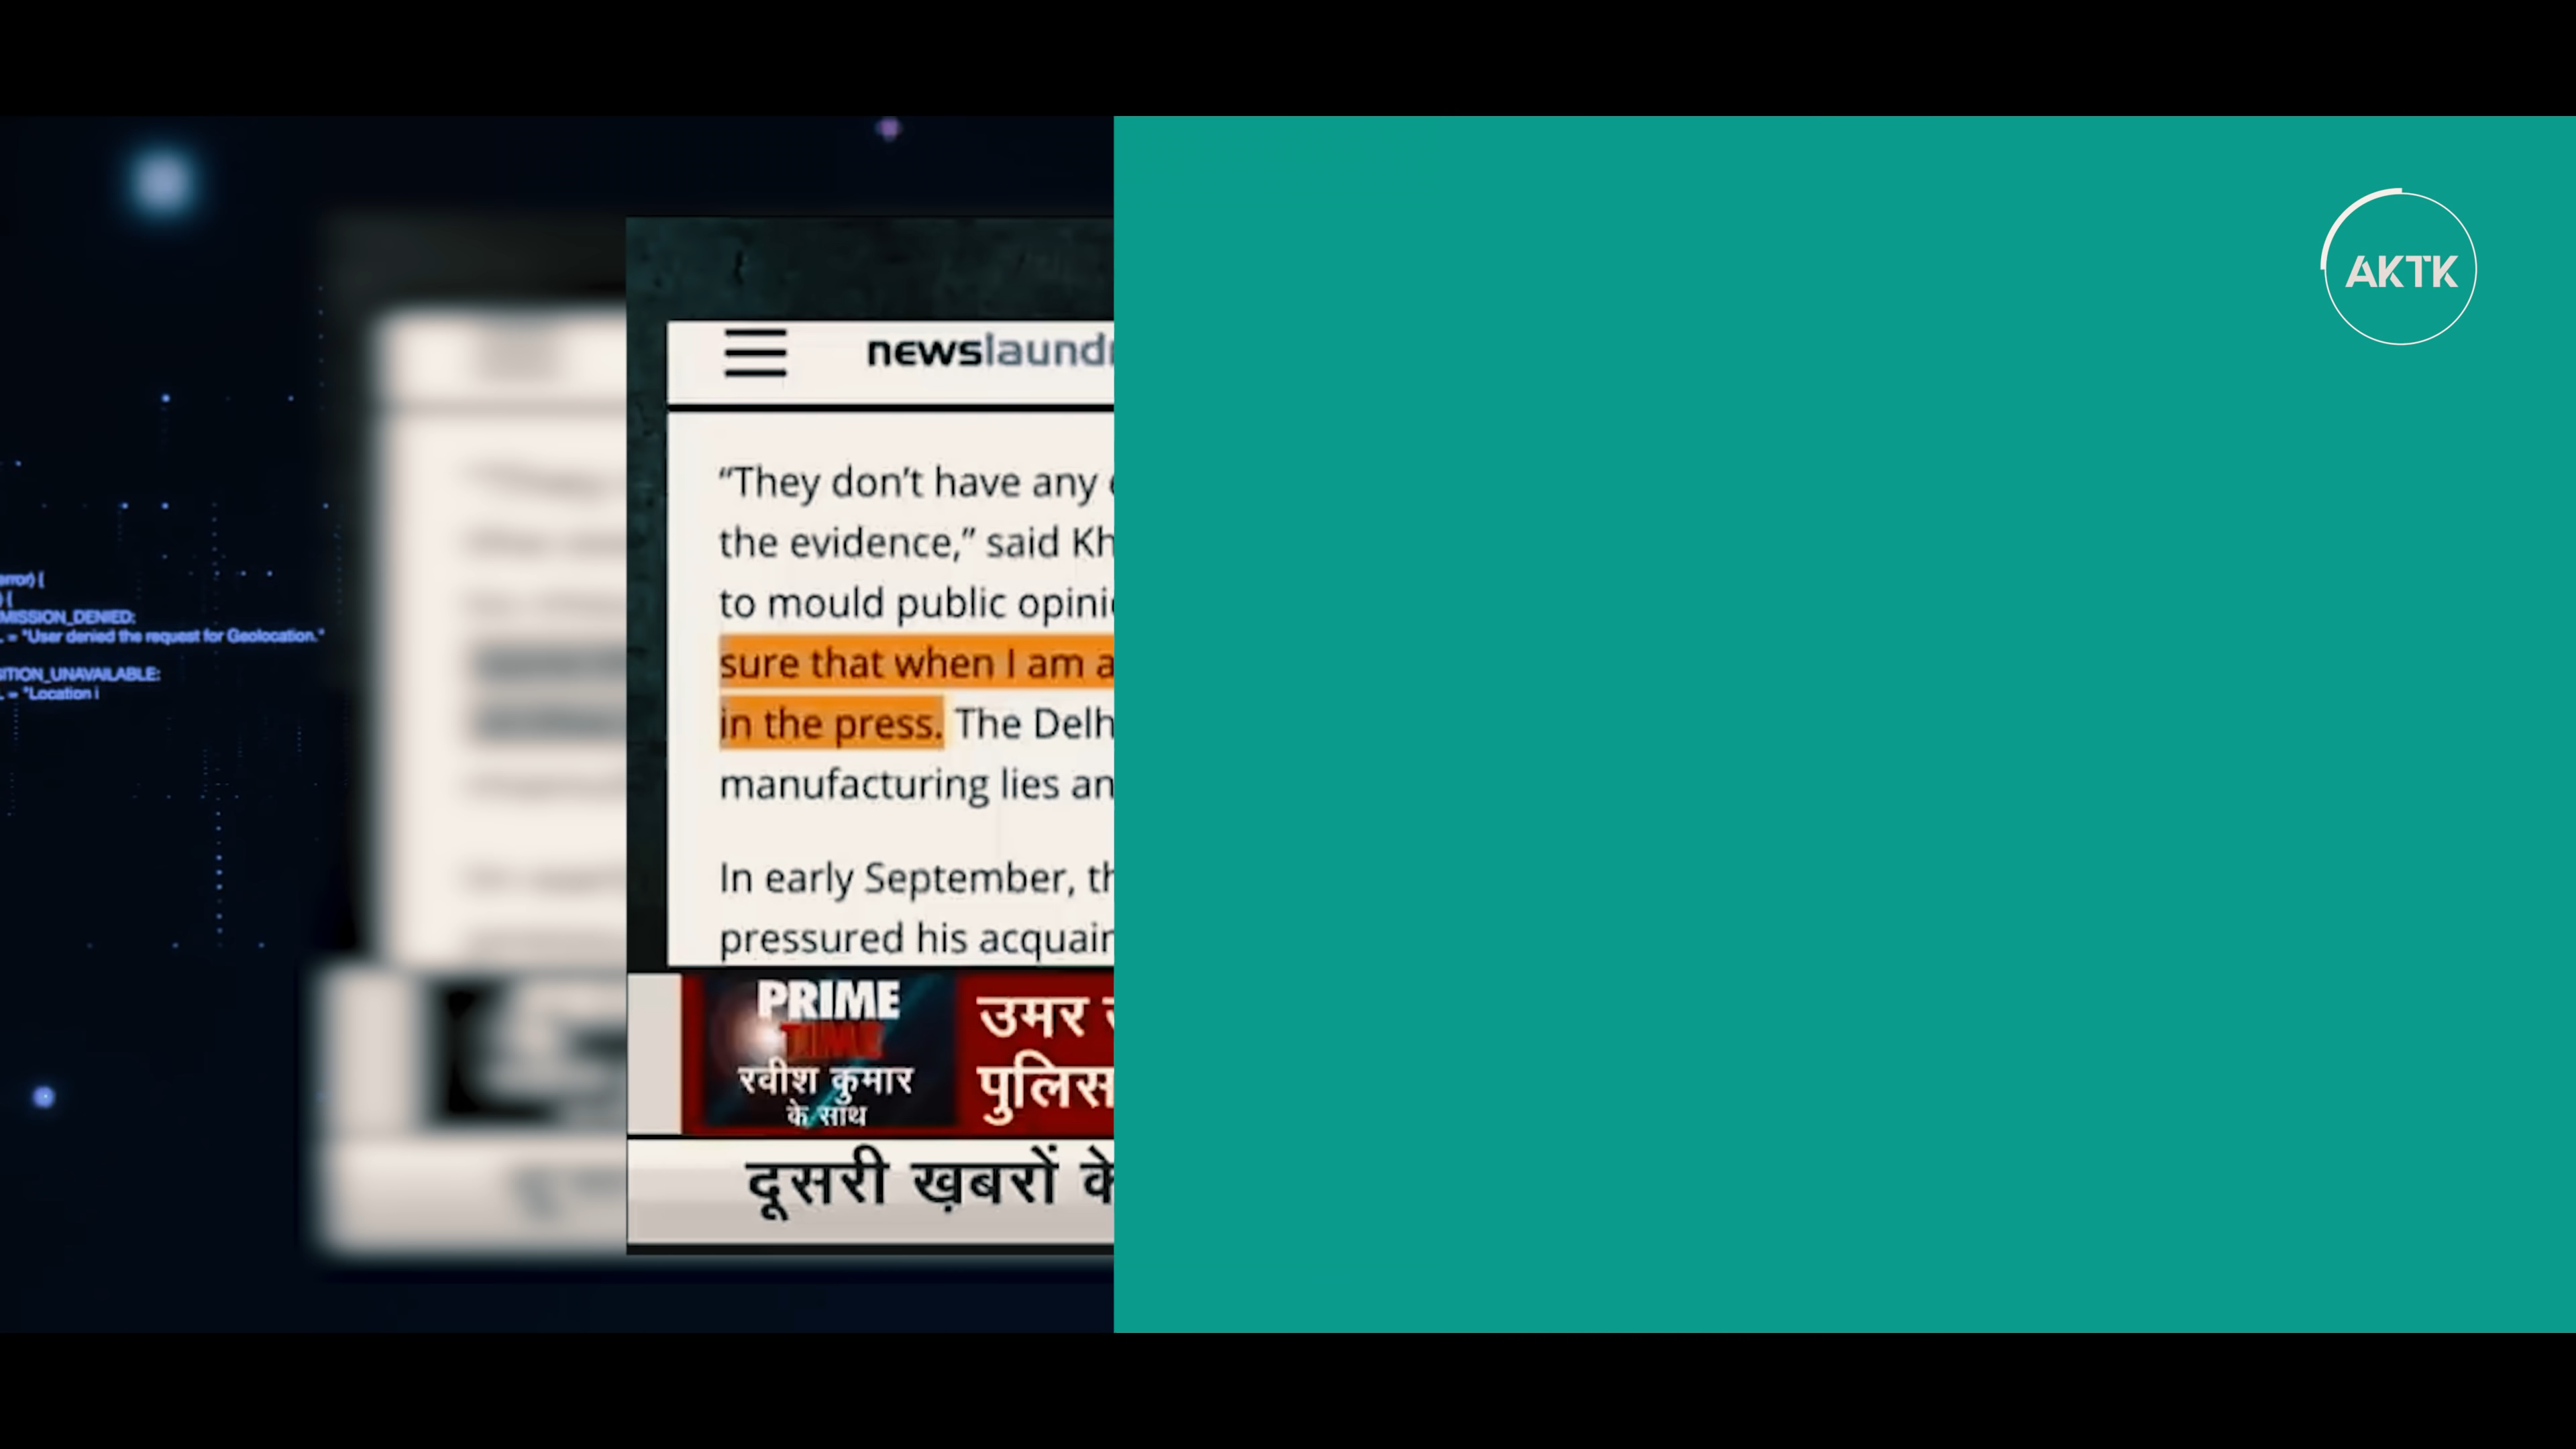 AKTK
error) {
) {
MISSION_DENIED:
. = "User denied the request for Geolocation."
ITION_UNAVAILABLE:
. = "Location i
newslaund
"They don't have any
the evidence," said Kh
to mould public opini
sure that when I am a
in the press. The Delh
manufacturing lies an
In early September, th
pressured his acquain
PRIME
TIME
रवीश कुमार
के साथ
उमर
पुलिस
दूसरी ख़बरों के